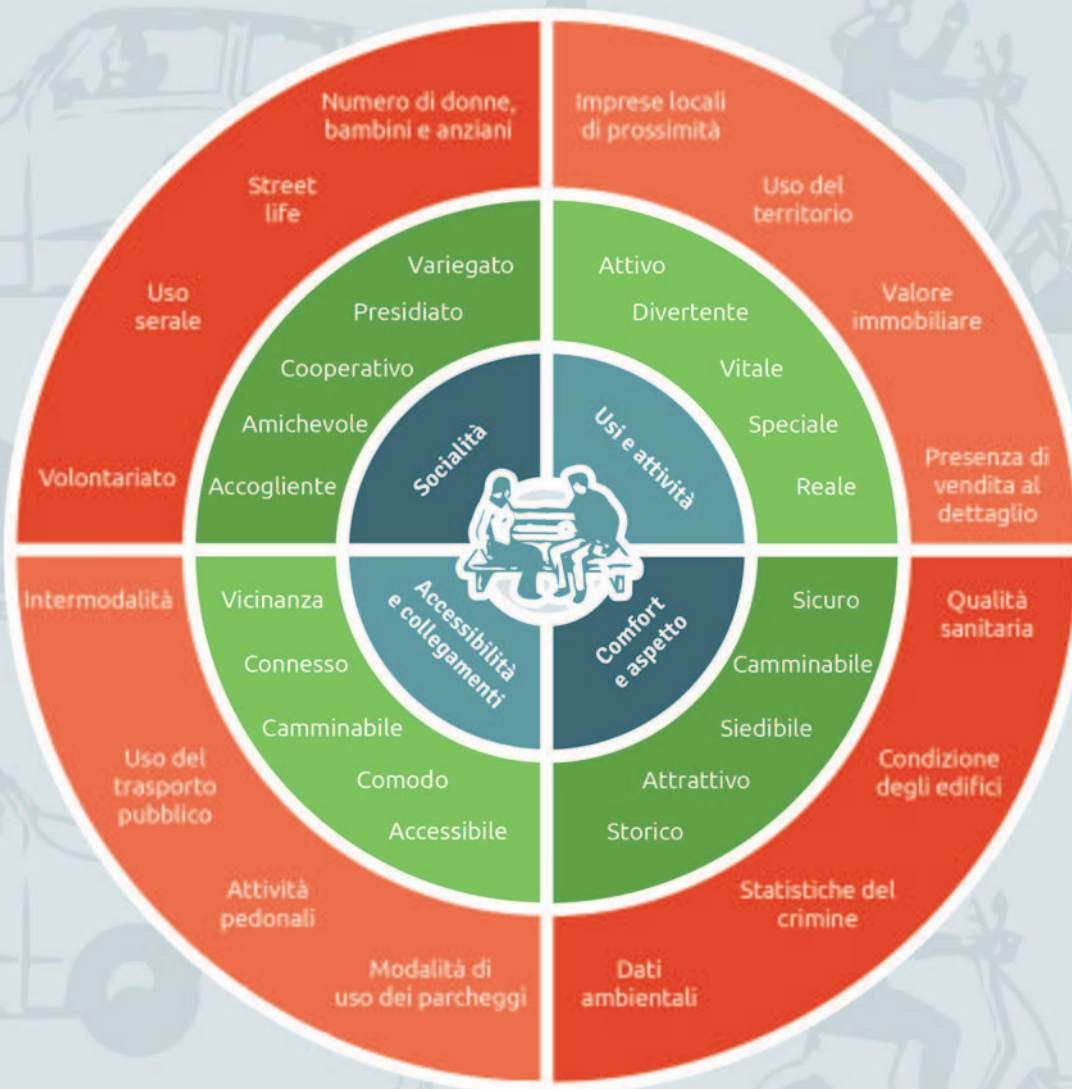 Numero di donne,
bambini e anziani
Street
life
Uso
serale
Volontariato
Variegato
Presidiato
Cooperativo
Amichevole
Accogliente
Socialità
Imprese locali
di prossimità
Uso del
territorio
Valore
immobiliare
Presenza di
vendita al
dettaglio
Attivo
Divertente
Vitale
Speciale
Reale
Usi e attività
Intermodalità
Uso del
trasporto
pubblico
Attività
pedonali
Modalità di
uso dei parcheggi
Vicinanza
Connesso
Camminabile
Comodo
Accessibile
Accessibilità
e collegamenti
Qualità
sanitaria
Condizione
degli edifici
Statistiche del
crimine
Dati
ambientali
Sicuro
Camminabile
Siedibile
Attrattivo
Storico
Comfort
e aspetto